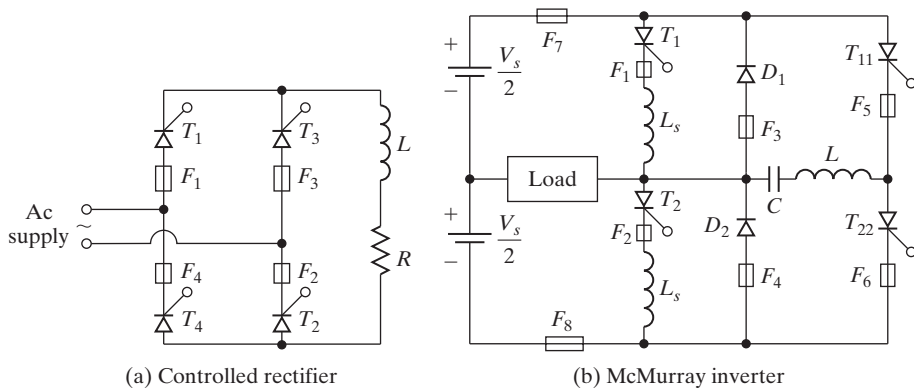 T₁
T₃
F₁
F₃
L
Ac
supply
~
F₄
F₂
R
T₄
T₂
(a) Controlled rectifier
F₇
T₁
T₁₁
+
Vₛ/2
−
F₁
D₁
F₅
Lₛ
F₃
L
Load
C
+
Vₛ/2
−
T₂
D₂
T₂₂
F₂
F₄
F₆
Lₛ
F₈
(b) McMurray inverter